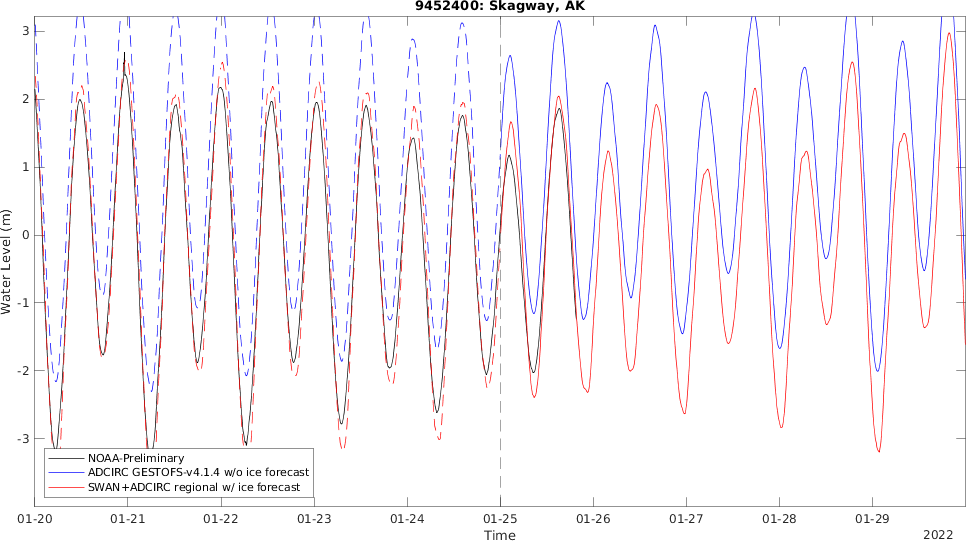 9452400: Skagway, AK
3
2
1
0
-1
-2
-3
Water Level (m)
NOAA-Preliminary
ADCIRC GESTOFS-v4.1.4 w/o ice forecast
SWAN+ADCIRC regional w/ ice forecast
01-20 01-21 01-22 01-23 01-24 01-25 01-26 01-27 01-28 01-29
Time
2022